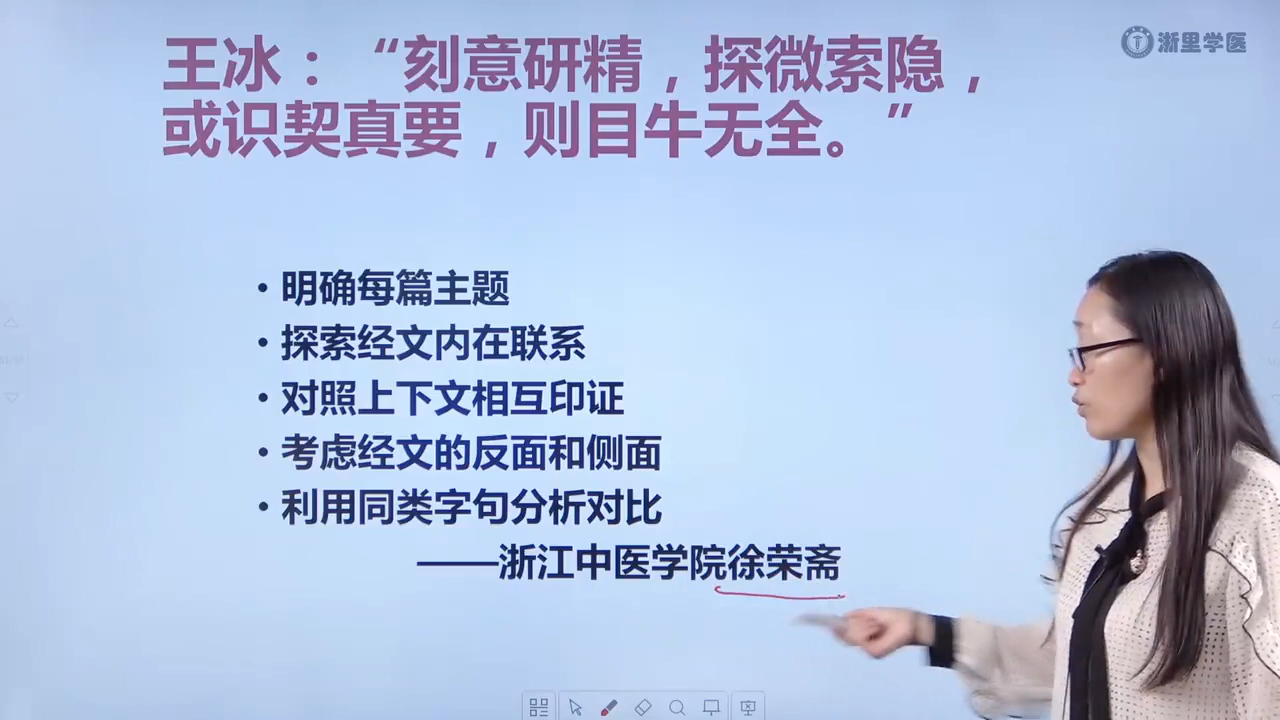 王冰：“刻意研精，探微索隐，
浙里学医
或识契真要，则目牛无全。”
·明确每篇主题
·探索经文内在联系
·对照上下文相互印证
·考虑经文的反面和侧面
·利用同类字句分析对比
——浙江中医学院徐荣斋